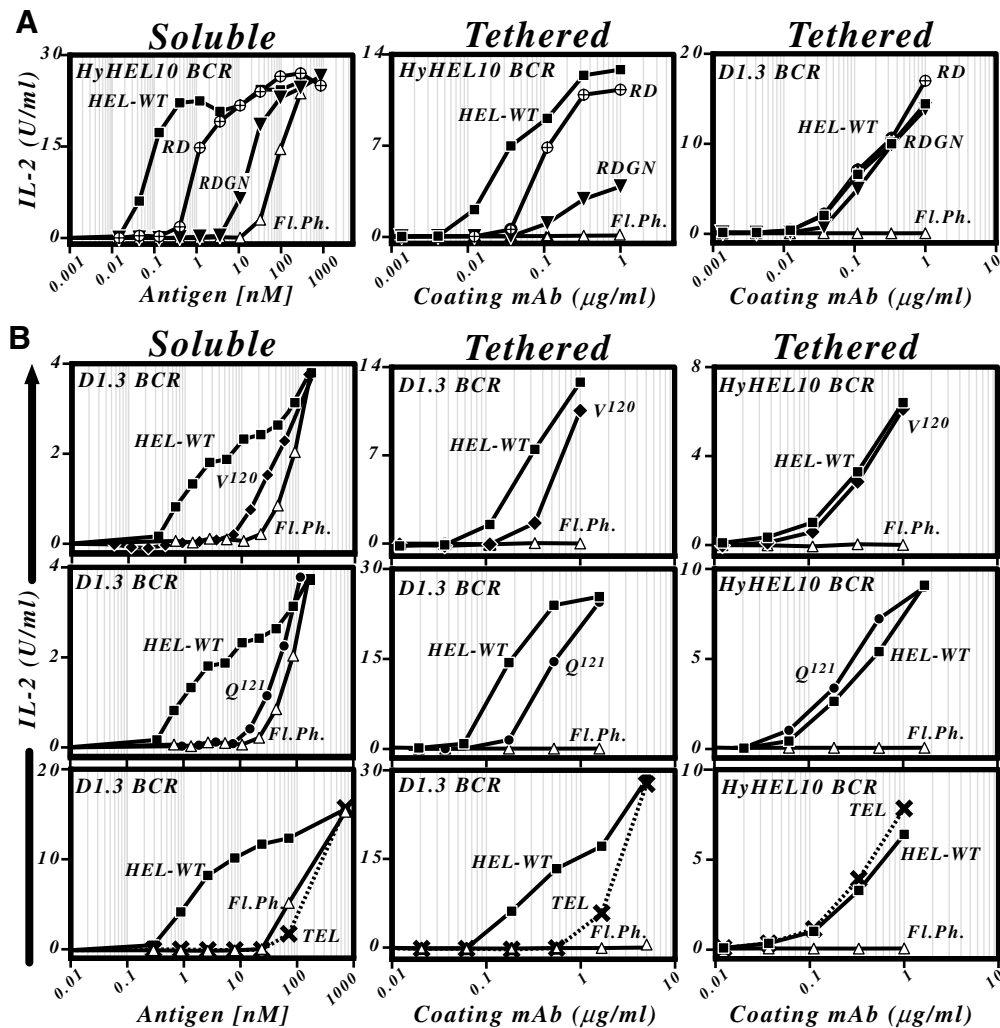 A
Soluble
Tethered
Tethered
IL-2 (U/ml)
30
15
0
HyHEL10 BCR
HEL-WT
RD
RDGN
Fl.Ph.
0.001
0.01
0.1
1
10
100
1000
Antigen [nM]
14
7
0
HyHEL10 BCR
HEL-WT
RD
RDGN
Fl.Ph.
0.001
0.01
0.1
1
10
Coating mAb (μg/ml)
20
10
0
D1.3 BCR
RD
HEL-WT
RDGN
Fl.Ph.
0.001
0.01
0.1
1
10
Coating mAb (μg/ml)
B
Soluble
Tethered
Tethered
IL-2 (U/ml)
4
2
0
D1.3 BCR
HEL-WT
V¹²⁰
Fl.Ph.
14
7
0
D1.3 BCR
V¹²⁰
HEL-WT
Fl.Ph.
8
4
0
HyHEL10 BCR
V¹²⁰
HEL-WT
Fl.Ph.
4
2
0
D1.3 BCR
HEL-WT
Q¹²¹
Fl.Ph.
30
15
0
D1.3 BCR
HEL-WT
Q¹²¹
Fl.Ph.
10
5
0
HyHEL10 BCR
Q¹²¹
HEL-WT
Fl.Ph.
20
10
0
D1.3 BCR
HEL-WT
Fl.Ph.
TEL
0.01
0.1
1
10
100
1000
Antigen [nM]
30
15
0
D1.3 BCR
HEL-WT
TEL
Fl.Ph.
0.01
0.1
1
10
Coating mAb (μg/ml)
10
5
0
HyHEL10 BCR
TEL
HEL-WT
Fl.Ph.
0.01
0.1
1
10
Coating mAb (μg/ml)